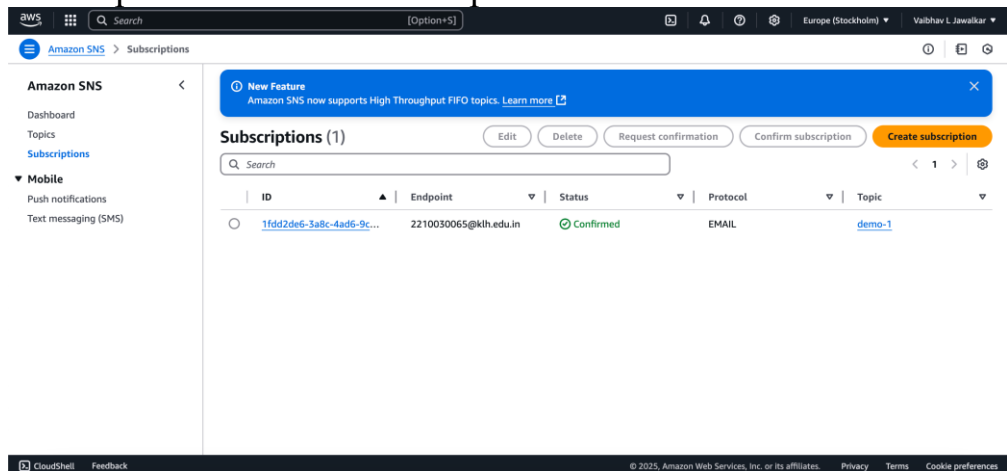 aws Search [Option+S] Europe (Stockholm) Vaibhav L Jawalkar
Amazon SNS > Subscriptions
Amazon SNS
Dashboard
Topics
Subscriptions
Mobile
Push notifications
Text messaging (SMS)
New Feature
Amazon SNS now supports High Throughput FIFO topics. Learn more
Subscriptions (1) Edit Delete Request confirmation Confirm subscription Create subscription
Search < 1 >
ID Endpoint Status Protocol Topic
1fdd2de6-3a8c-4ad6-9c... 2210030065@klh.edu.in Confirmed EMAIL demo-1
CloudShell Feedback © 2025, Amazon Web Services, Inc. or its affiliates. Privacy Terms Cookie preferences